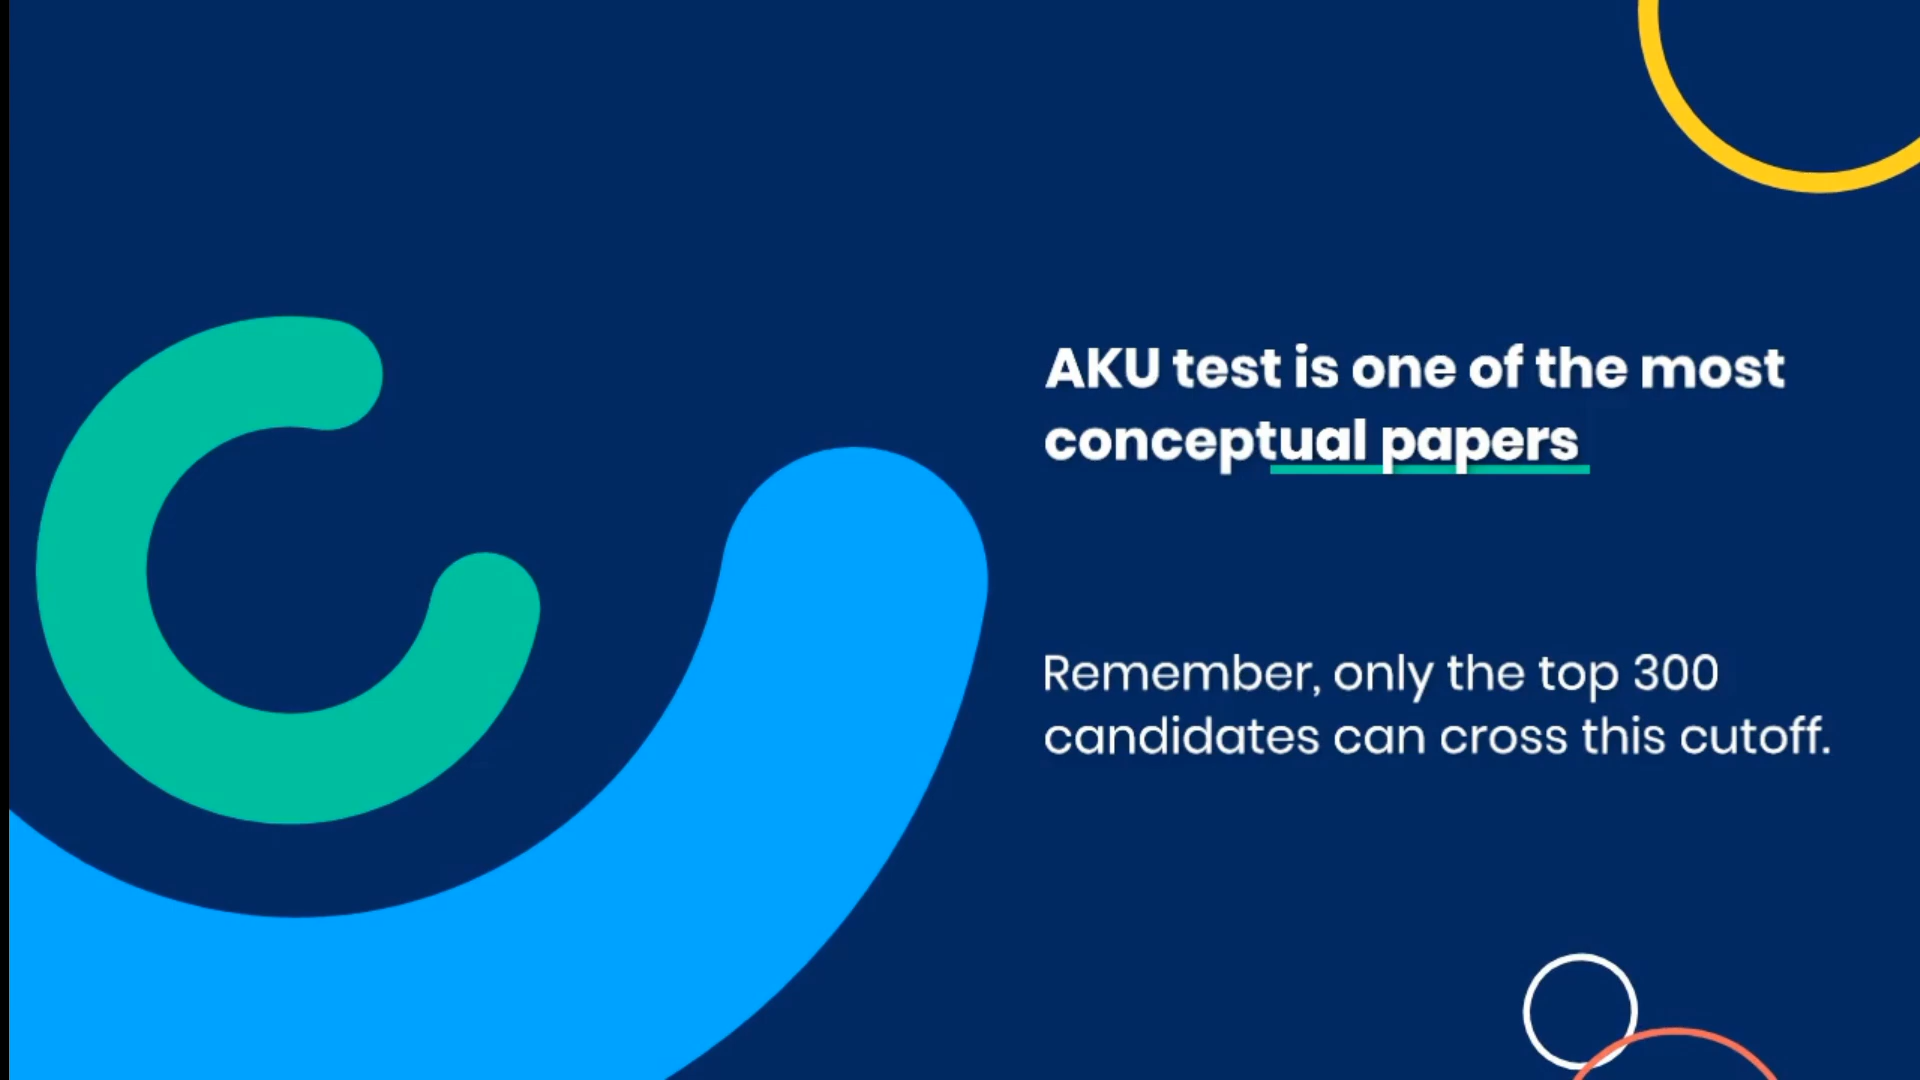 AKU test is one of the most
conceptual papers
Remember, only the top 300
candidates can cross this cutoff.